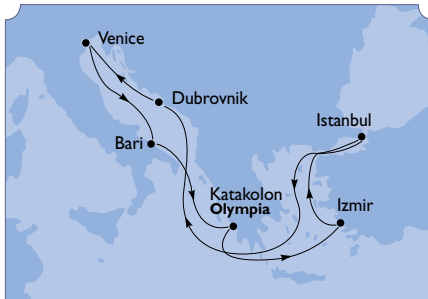 Venice
Dubrovnik
Istanbul
Bari
Katakolon
Olympia
Izmir